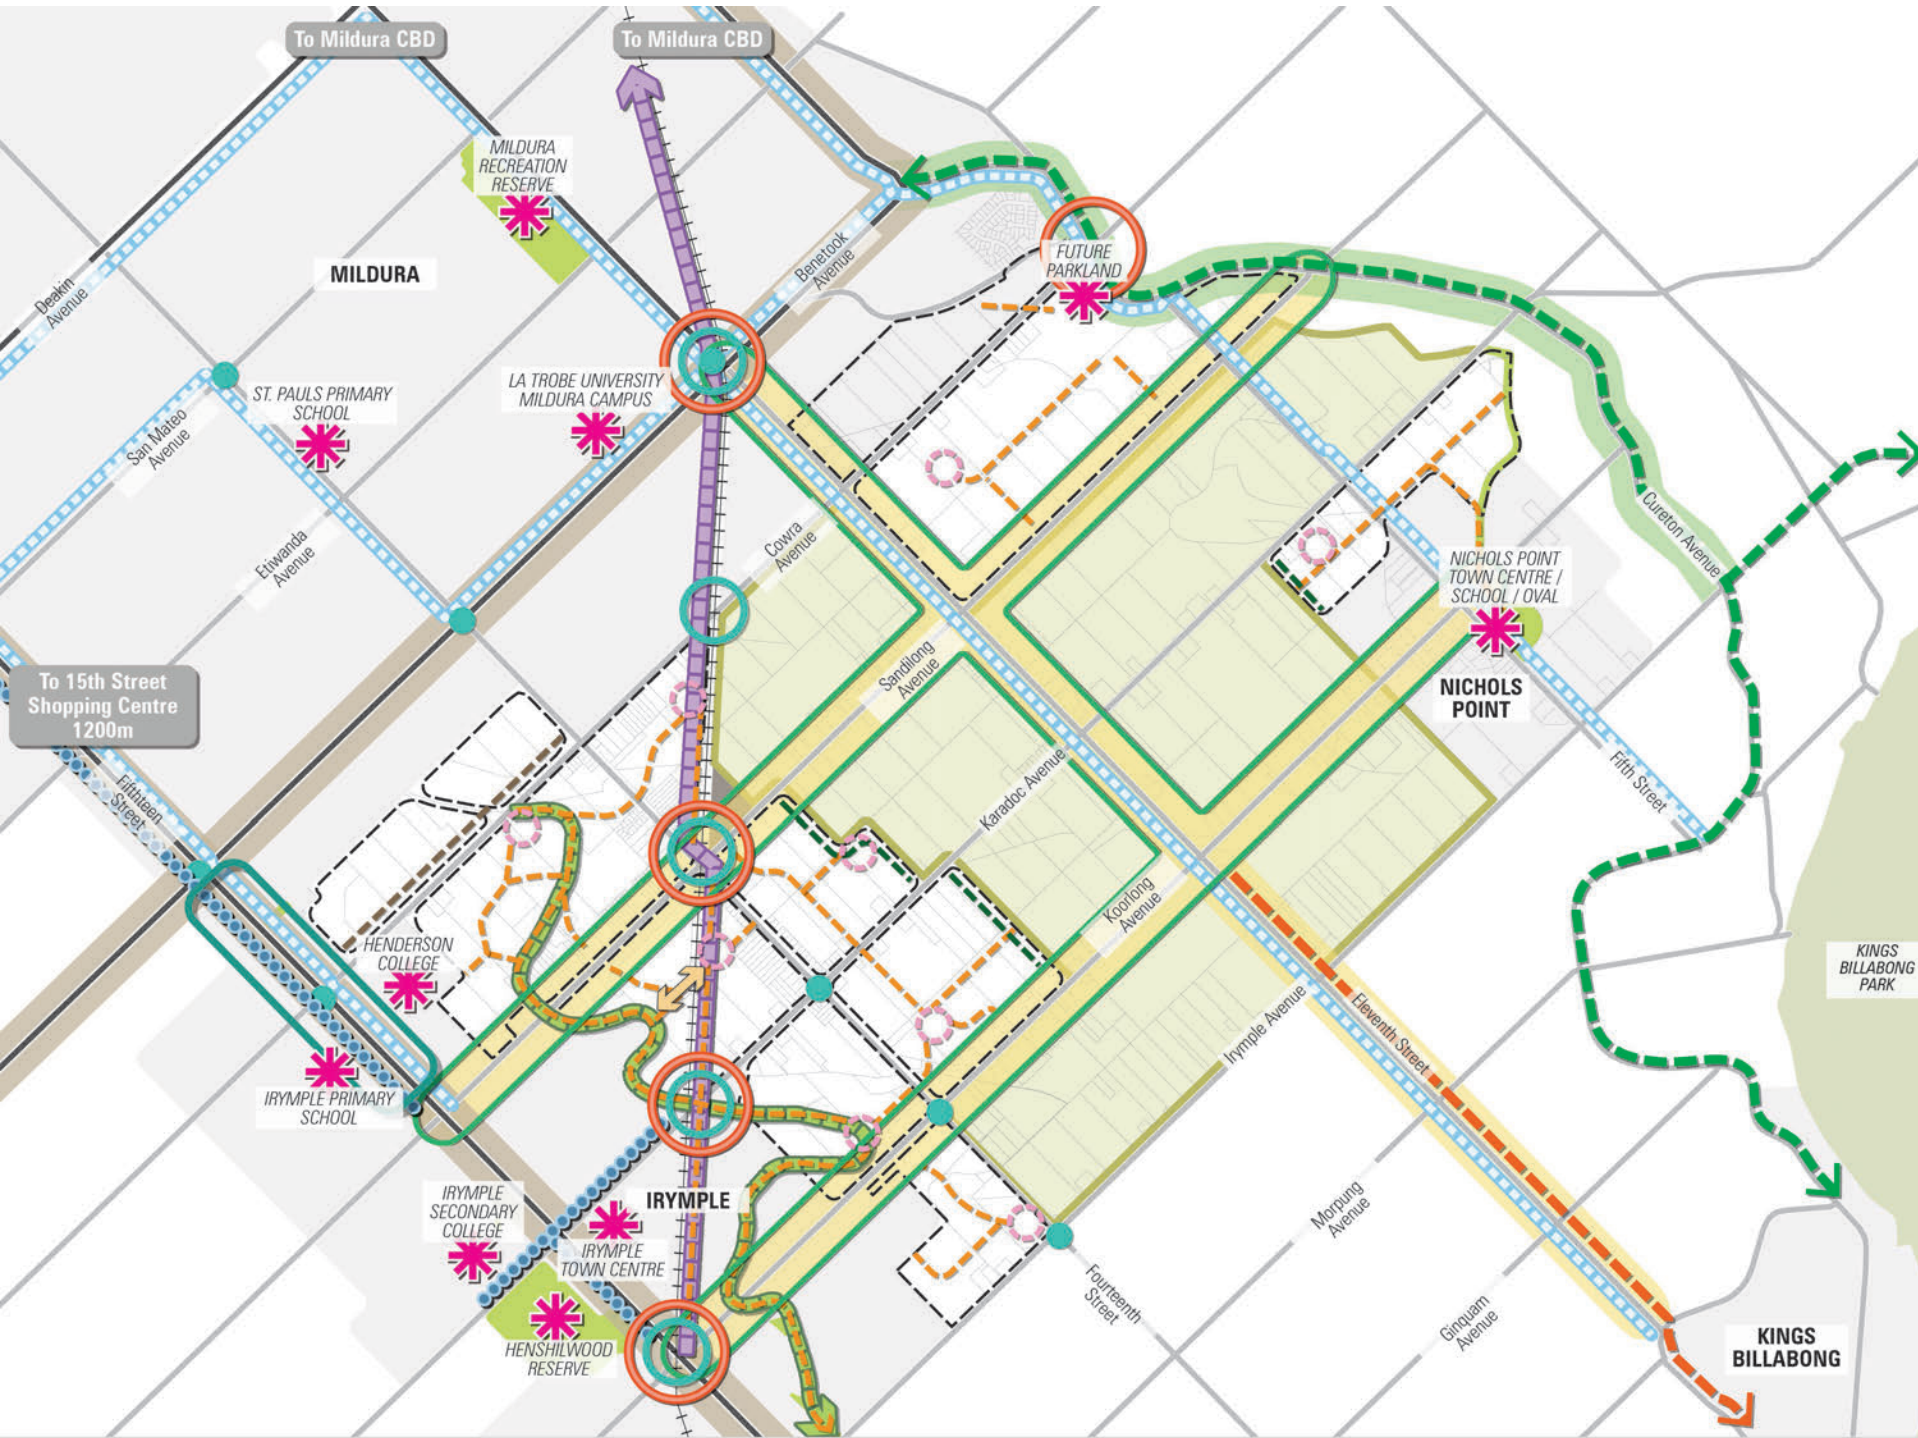 To Mildura CBD
To Mildura CBD
MILDURA
RECREATION
RESERVE
Benetook
Avenue
FUTURE
PARKLAND
MILDURA
Deakin
Avenue
ST. PAULS PRIMARY
SCHOOL
LA TROBE UNIVERSITY
MILDURA CAMPUS
San Mateo
Avenue
Etiwanda
Avenue
Cowra
Avenue
Cureton Avenue
NICHOLS POINT
TOWN CENTRE /
SCHOOL / OVAL
Sandilong
Avenue
To 15th Street
Shopping Centre
1200m
NICHOLS
POINT
Fifthteen
Street
Karadoc Avenue
Fifth Street
Koorlong
Avenue
HENDERSON
COLLEGE
KINGS
BILLABONG
PARK
Irymple Avenue
Eleventh Street
IRYMPLE PRIMARY
SCHOOL
IRYMPLE
SECONDARY
COLLEGE
IRYMPLE
IRYMPLE
TOWN CENTRE
Morpung
Avenue
Fourteenth
Street
Ginquam
Avenue
HENSHILWOOD
RESERVE
KINGS
BILLABONG